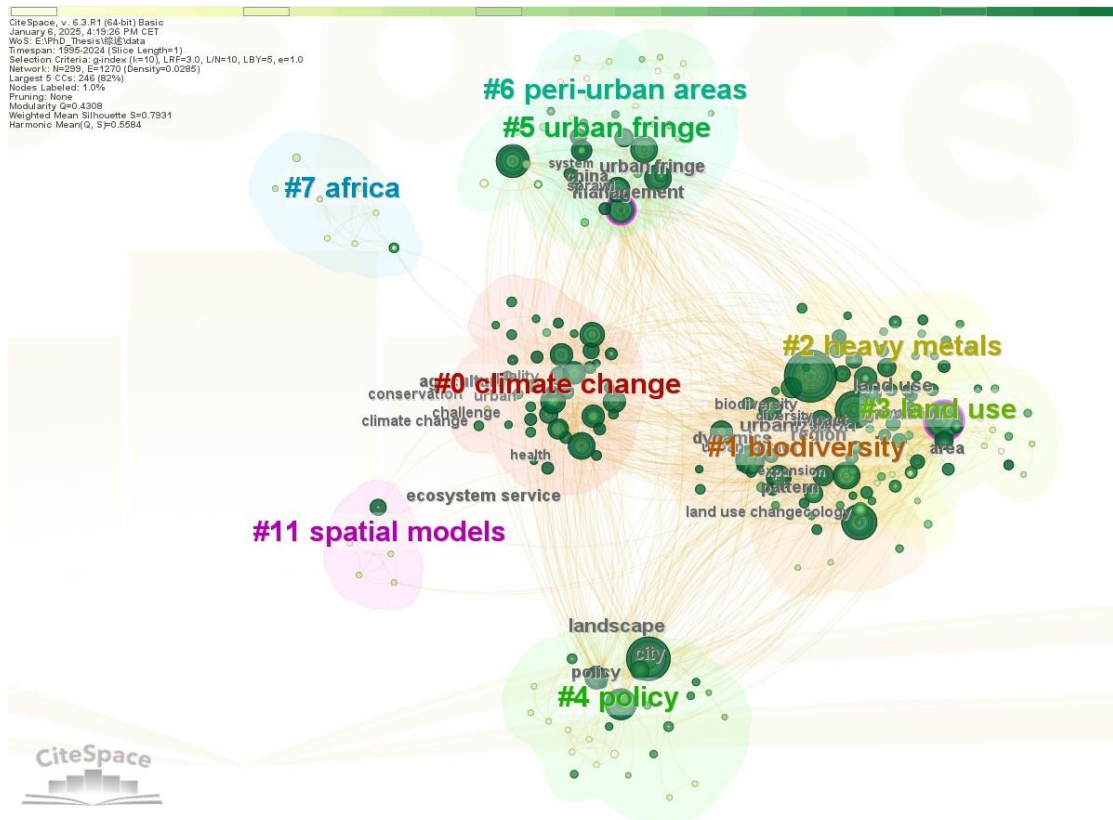 CiteSpace, v. 6.3.R1 (64-bit) Basic
January 6, 2025, 4:19:26 PM CET
WoS: E:\PhD_Thesis\综述\data
Timespan: 1995-2024 (Slice Length=1)
Selection Criteria: g-index (k=10), LRF=3.0, L/N=10, LBY=5, e=1.0
Network: N=299, E=1270 (Density=0.0285)
Largest 5 CCs: 246 (82%)
Nodes Labeled: 1.0%
Pruning: None
Modularity Q=0.4308
Weighted Mean Silhouette S=0.7931
Harmonic Mean(Q, S)=0.5584
#6 peri-urban areas
#5 urban fringe
system
urban fringe
china
sprawl
management
#7 africa
#2 heavy metals
#0 climate change
conservation
urban
challenge
climate change
health
land use
#3 land use
biodiversity
diversity
impact
urbanization
dynamics
region
#1 biodiversity
area
expansion
pattern
land use change
ecology
ecosystem service
#11 spatial models
landscape
city
policy
#4 policy
CiteSpace